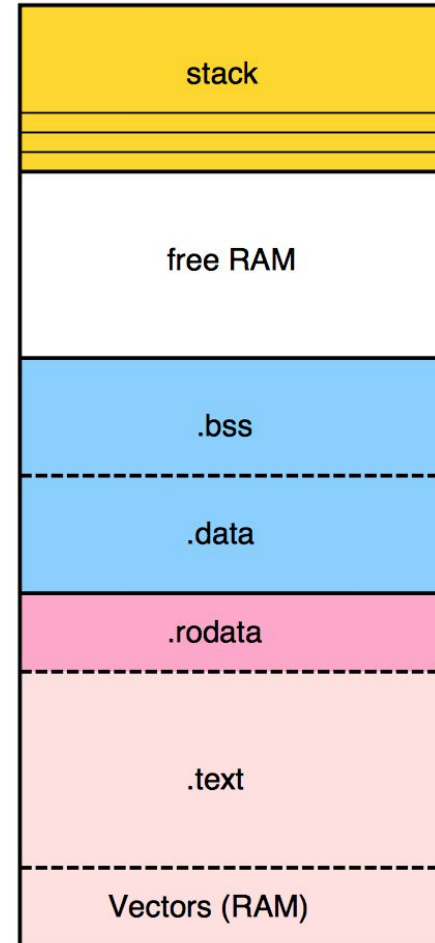 stack
free RAM
.bss
.data
.rodata
.text
Vectors (RAM)